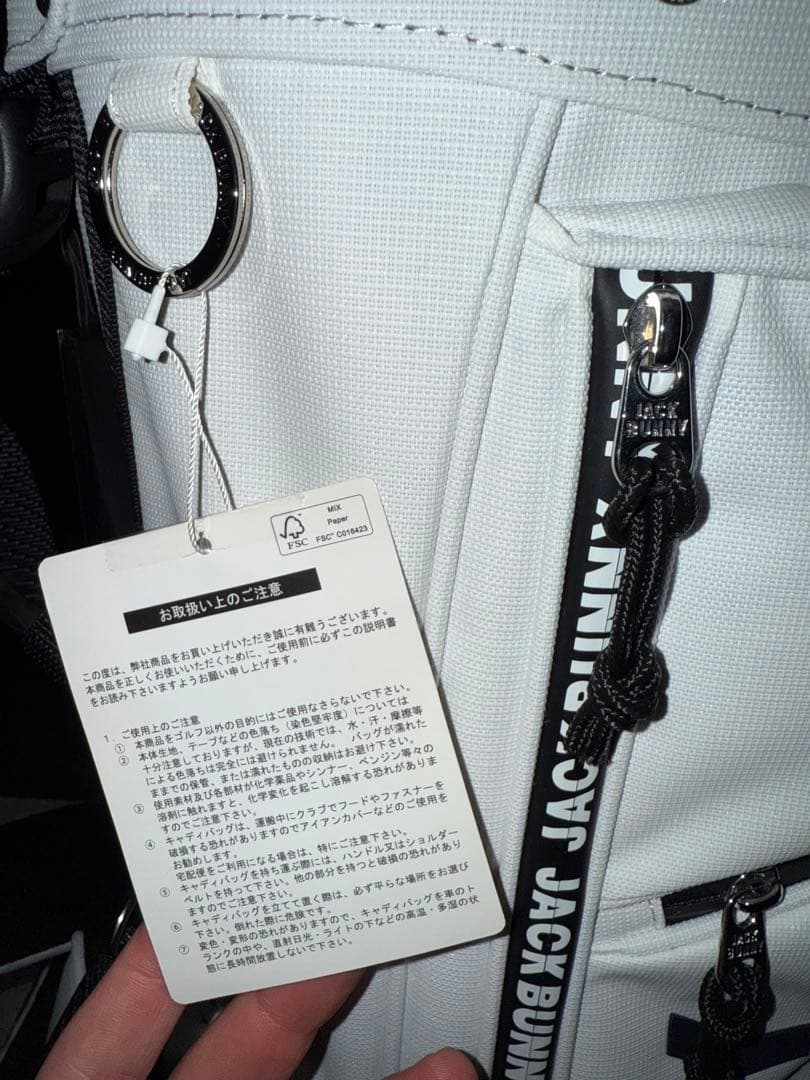 MIX
Paper
FSC® C016423
FSC
お取扱い上のご注意
この度は、弊社商品をお買い上げいただき誠に有難うございます。
本商品を正しくお使いいただくために、ご使用前に必ずこの説明書
をお読み下さいますようお願い申し上げます。
1．ご使用上のご注意
① 本商品をゴルフ以外の目的にはご使用なさらないで下さい。
② 本体生地、テープなどの色落ち（染色堅牢度）については
十分注意しておりますが、現在の技術では、水・汗・摩擦等
による色落ちは完全には避けられません。 バッグが濡れた
ままでの保管、または濡れたものの収納はお避け下さい。
③ 使用素材及び各部材が化学薬品やシンナー、ベンジン等々の
溶剤に触れますと、化学変化を起こし溶解する恐れがありま
すのでご注意下さい。
④ キャディバッグは、運搬中にクラブでフードやファスナーを
破損する恐れがありますのでアイアンカバーなどのご使用を
お勧めします。
宅配便をご利用になる場合は、特にご注意下さい。
⑤ キャディバッグを持ち運ぶ際には、ハンドル又はショルダー
ベルトを持って下さい。他の部分を持つと破損の恐れがあり
ますのでご注意下さい。
⑥ キャディバッグを立てて置く際は、必ず平らな場所をお選び
下さい。倒れた際に危険です。
⑦ 変色・変形の恐れがありますので、キャディバッグを車のト
ランクの中や、直射日光・ライトの下などの高温・多湿の状
態に長時間放置しないで下さい。
JACK
BUNNY
JACK BUNNY
JACK BUNN
JACK
BUNNY